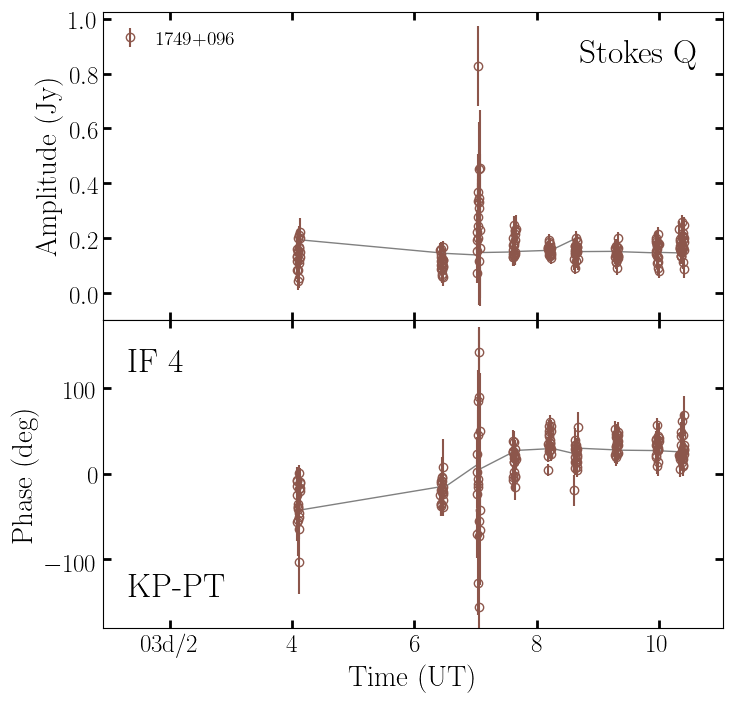 1749+096
Stokes Q
Amplitude (Jy)
1.0
0.8
0.6
0.4
0.2
0.0
IF 4
KP-PT
Phase (deg)
100
0
−100
03d/2
4
6
8
10
Time (UT)